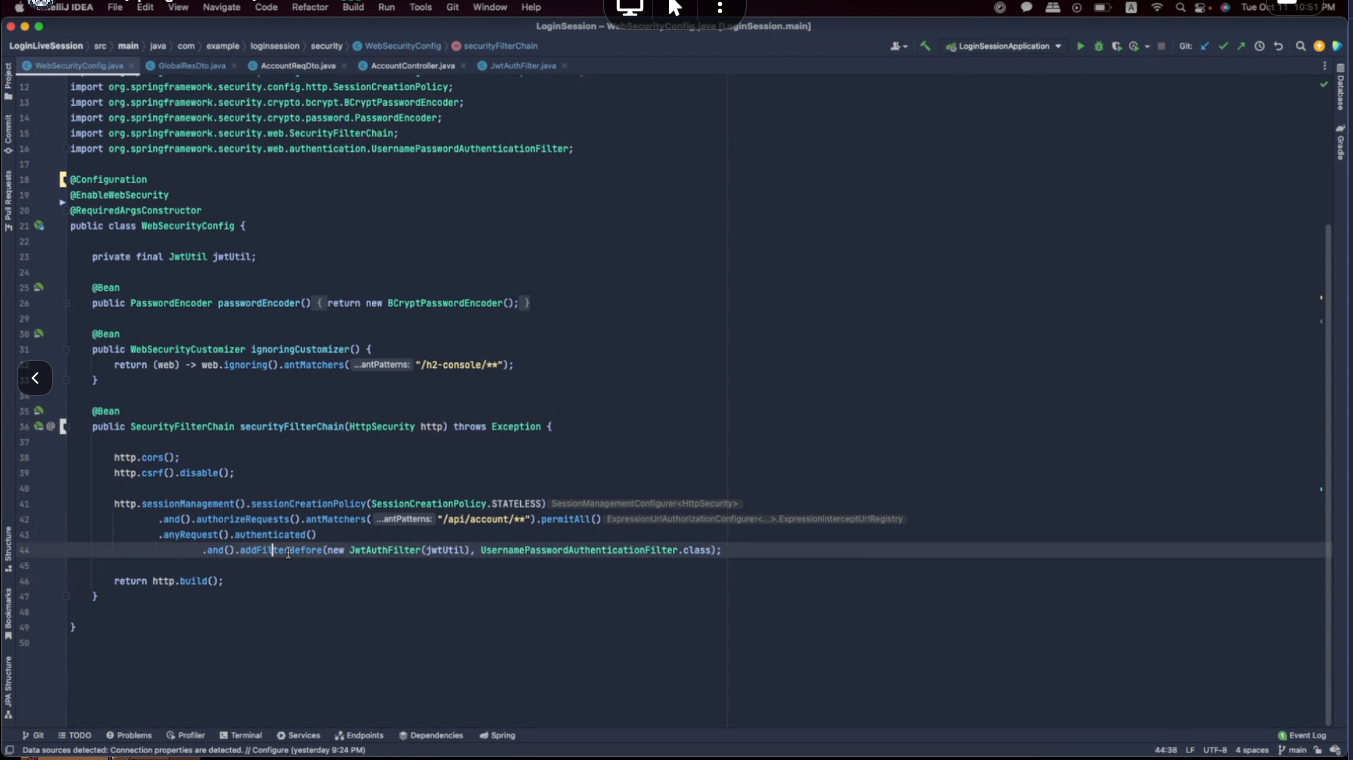 IntelliJ IDEA File Edit View Navigate Code Refactor Build Run Tools Git Window Help A Tue Oct 11 10:51 PM
LoginSession – WebSecurityConfig.java [LoginSession.main]
LoginLiveSession src main java com example loginsession security WebSecurityConfig securityFilterChain LoginSessionApplication Git:
WebSecurityConfig.java GlobalResDto.java AccountReqDto.java AccountController.java JwtAuthFilter.java
12 import org.springframework.security.config.http.SessionCreationPolicy;
13 import org.springframework.security.crypto.bcrypt.BCryptPasswordEncoder;
14 import org.springframework.security.crypto.password.PasswordEncoder;
15 import org.springframework.security.web.SecurityFilterChain;
16 import org.springframework.security.web.authentication.UsernamePasswordAuthenticationFilter;
17
18 @Configuration
19 @EnableWebSecurity
20 @RequiredArgsConstructor
21 public class WebSecurityConfig {
22
23 private final JwtUtil jwtUtil;
24
25 @Bean
26 public PasswordEncoder passwordEncoder() { return new BCryptPasswordEncoder(); }
29
30 @Bean
31 public WebSecurityCustomizer ignoringCustomizer() {
return (web) -> web.ignoring().antMatchers( ...antPatterns: "/h2-console/**");
}
35 @Bean
36 public SecurityFilterChain securityFilterChain(HttpSecurity http) throws Exception {
37
38 http.cors();
39 http.csrf().disable();
40
41 http.sessionManagement().sessionCreationPolicy(SessionCreationPolicy.STATELESS) SessionManagementConfigurer<HttpSecurity>
42 .and().authorizeRequests().antMatchers( ...antPatterns: "/api/account/**").permitAll() ExpressionUrlAuthorizationConfigurer<...>.ExpressionInterceptUrlRegistry
43 .anyRequest().authenticated()
44 .and().addFilterBefore(new JwtAuthFilter(jwtUtil), UsernamePasswordAuthenticationFilter.class);
45
46 return http.build();
47 }
48
49 }
50
Project
Commit
Pull Requests
Structure
Bookmarks
JPA Structure
Database
Gradle
Git TODO Problems Profiler Terminal Services Endpoints Dependencies Spring 1 Event Log
Data sources detected: Connection properties are detected. // Configure (yesterday 9:24 PM) 44:38 LF UTF-8 4 spaces main